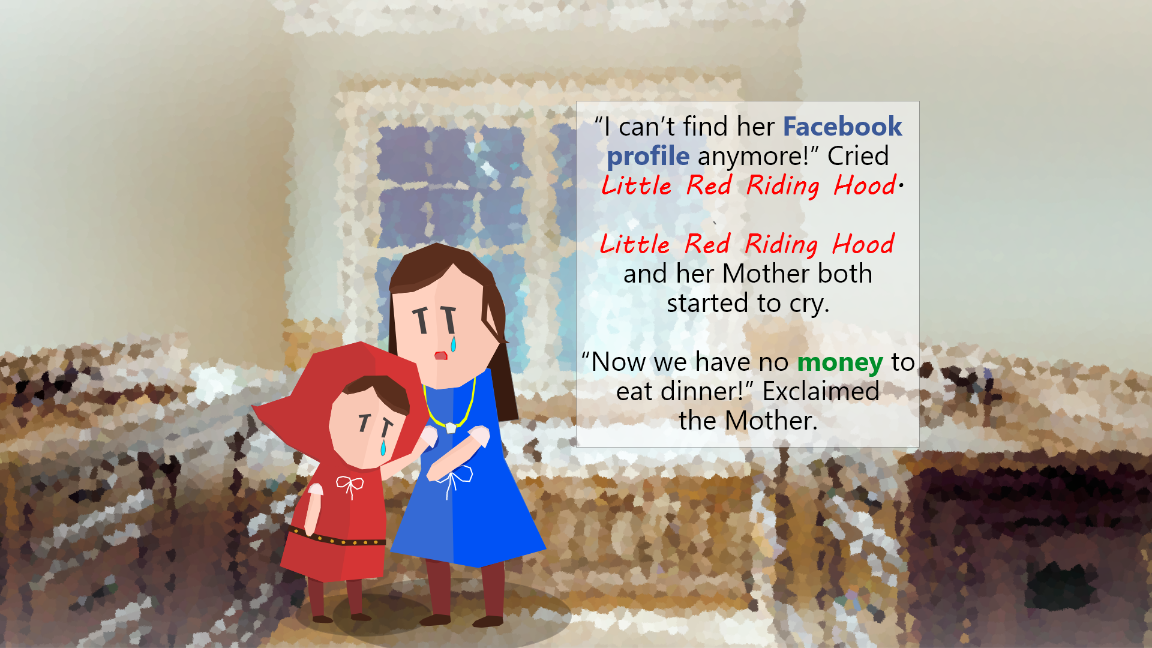 “I can’t find her Facebook
profile anymore!” Cried
Little Red Riding Hood.
Little Red Riding Hood
and her Mother both
started to cry.
“Now we have no money to
eat dinner!” Exclaimed
the Mother.